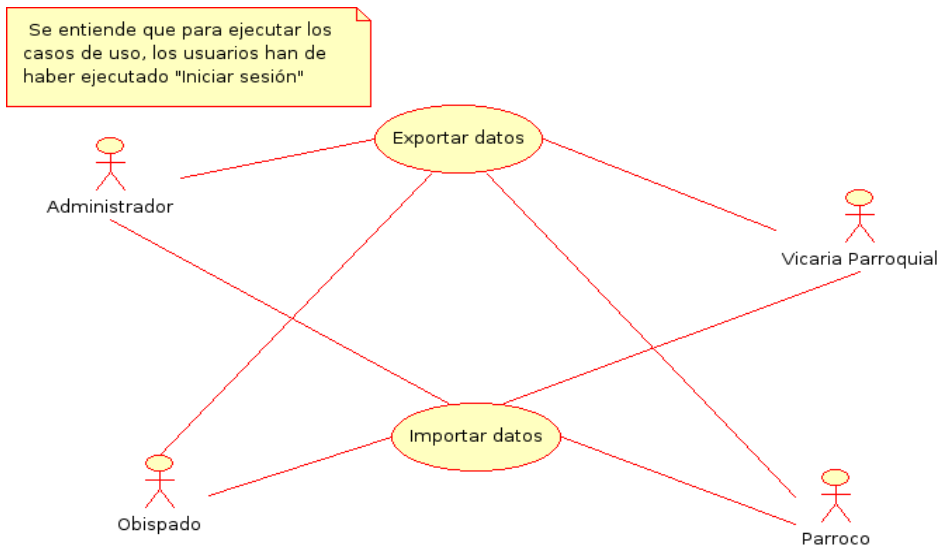 Se entiende que para ejecutar los
casos de uso, los usuarios han de
haber ejecutado "Iniciar sesión"
Exportar datos
Administrador
Vicaria Parroquial
Importar datos
Obispado
Parroco